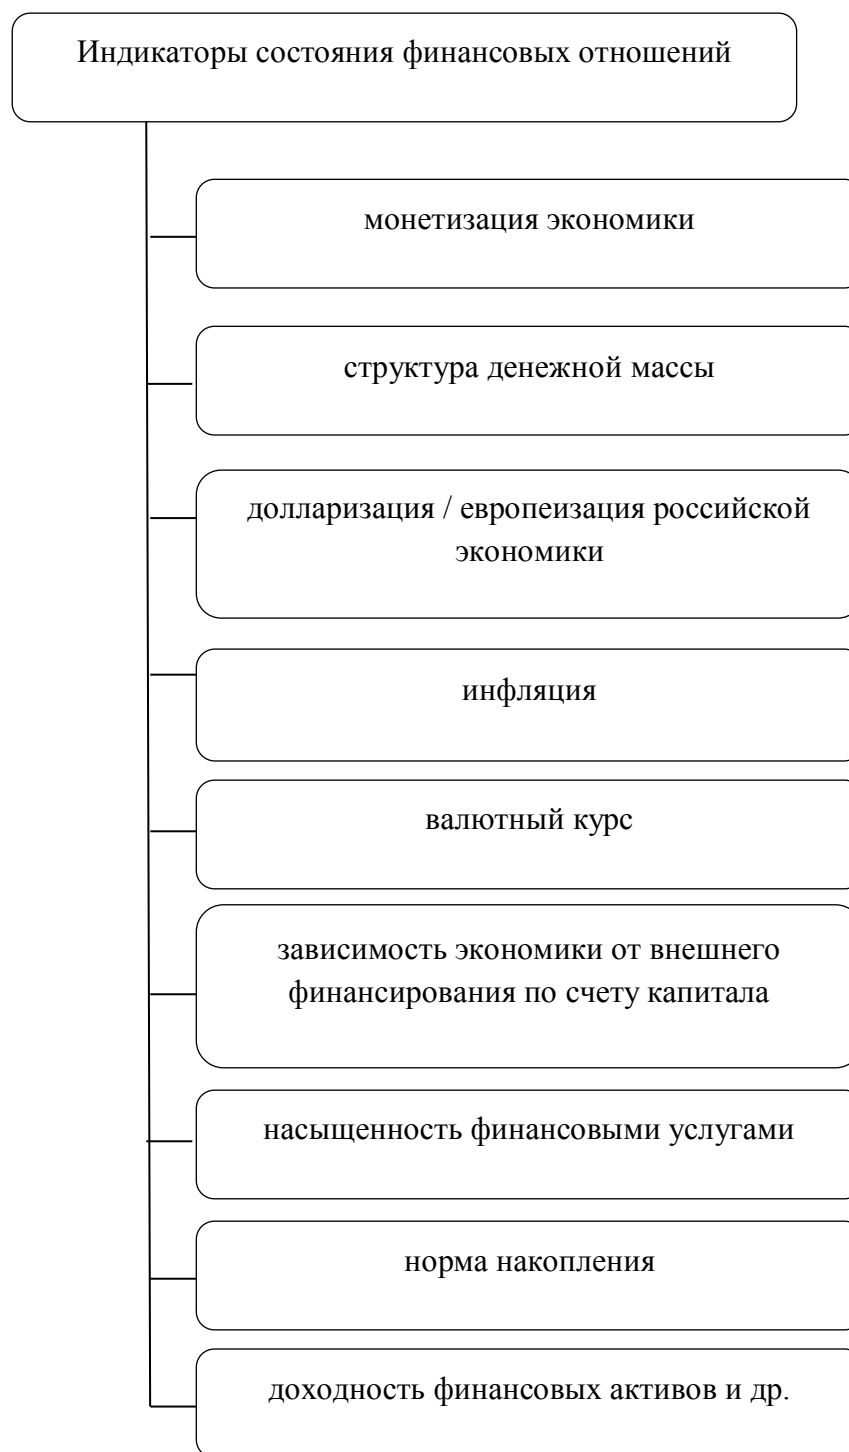 Индикаторы состояния финансовых отношений
монетизация экономики
структура денежной массы
долларизация / европеизация российской
экономики
инфляция
валютный курс
зависимость экономики от внешнего
финансирования по счету капитала
насыщенность финансовыми услугами
норма накопления
доходность финансовых активов и др.